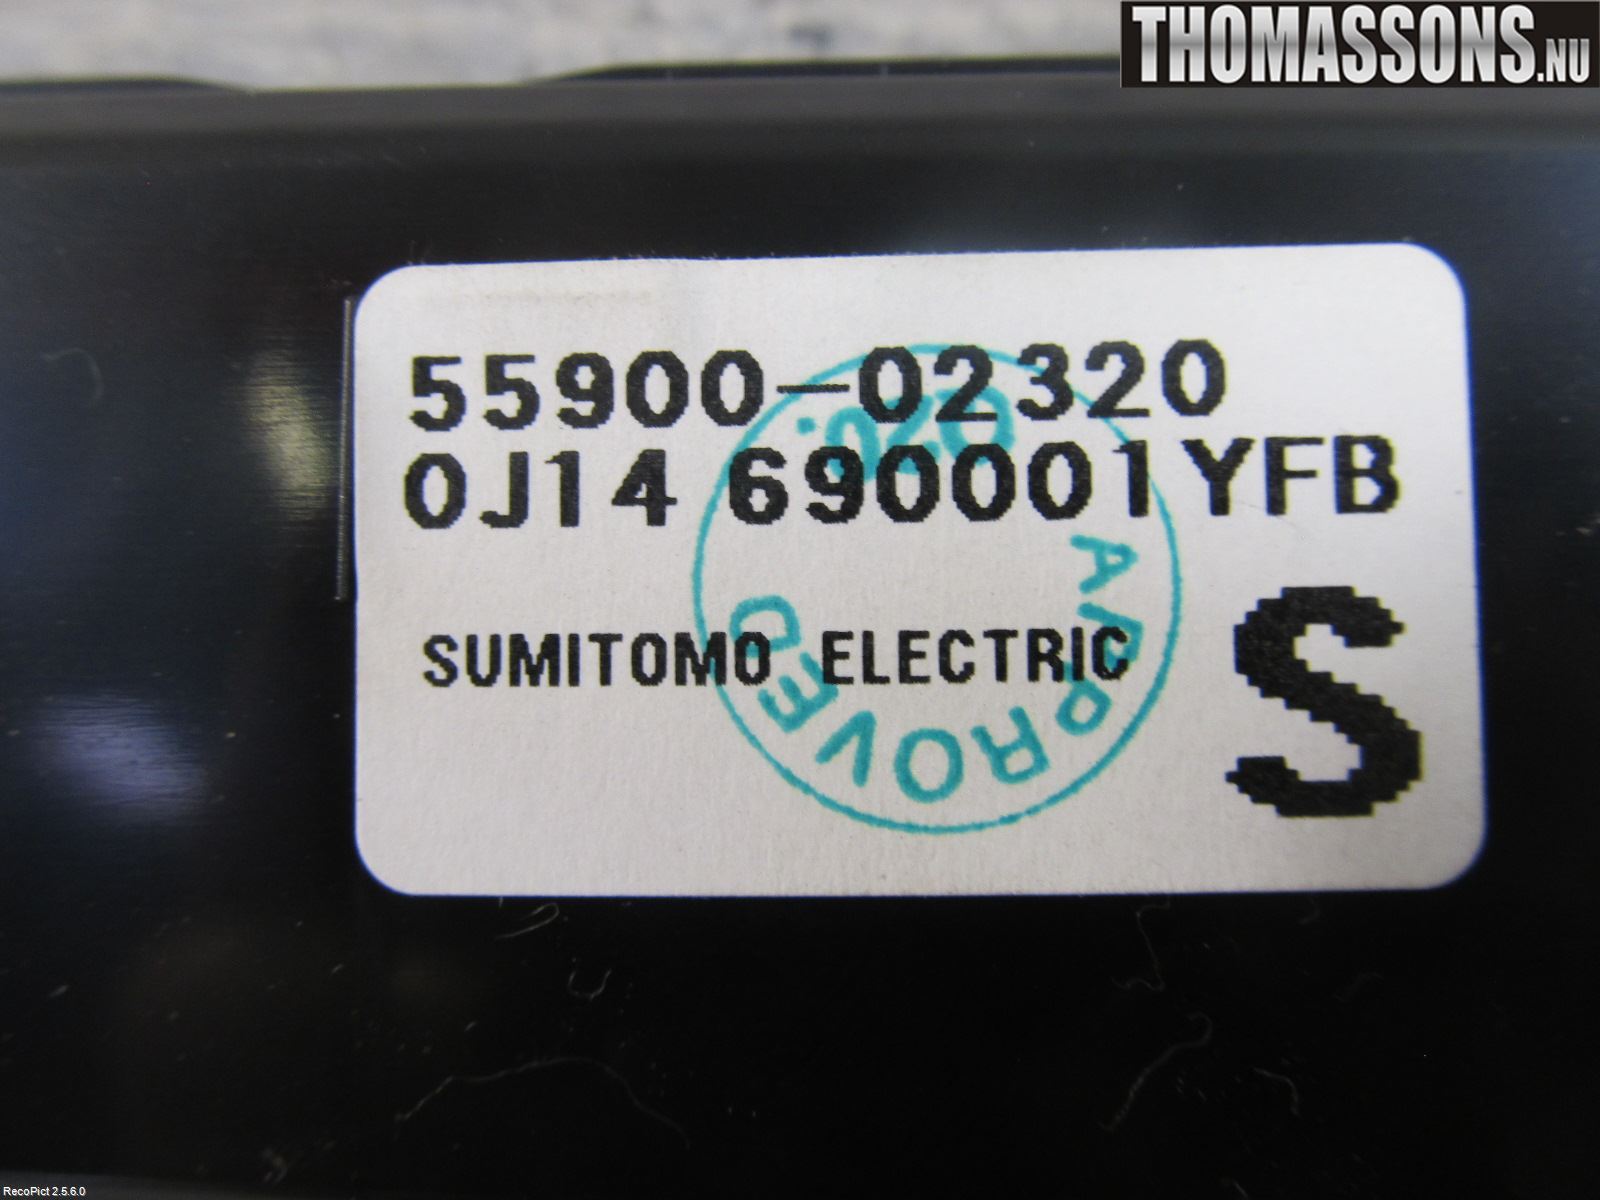 THOMASSONS.NU
55900-02320
0J14 690001YFB
SUMITOMO ELECTRIC
S
APPROVED
RecoPict 2.5.6.0